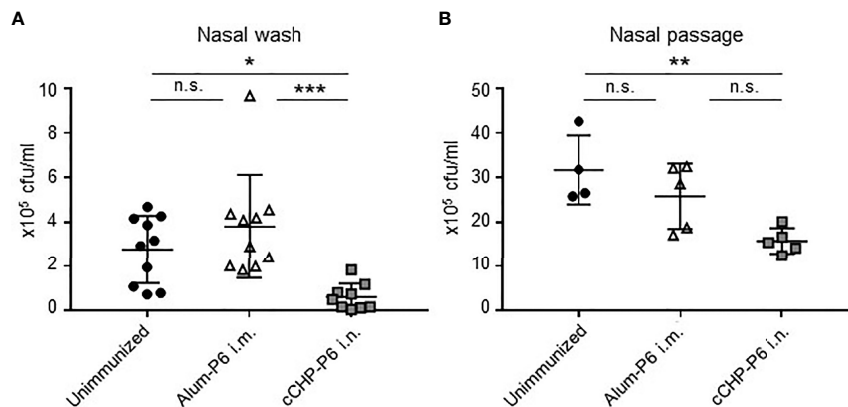 A
Nasal wash
*
n.s.
***
10
8
6
4
2
0
x10⁵ cfu/ml
Unimmunized
Alum-P6 i.m.
cCHP-P6 i.n.
B
Nasal passage
**
n.s.
n.s.
50
40
30
20
10
0
x10⁵ cfu/ml
Unimmunized
Alum-P6 i.m.
cCHP-P6 i.n.